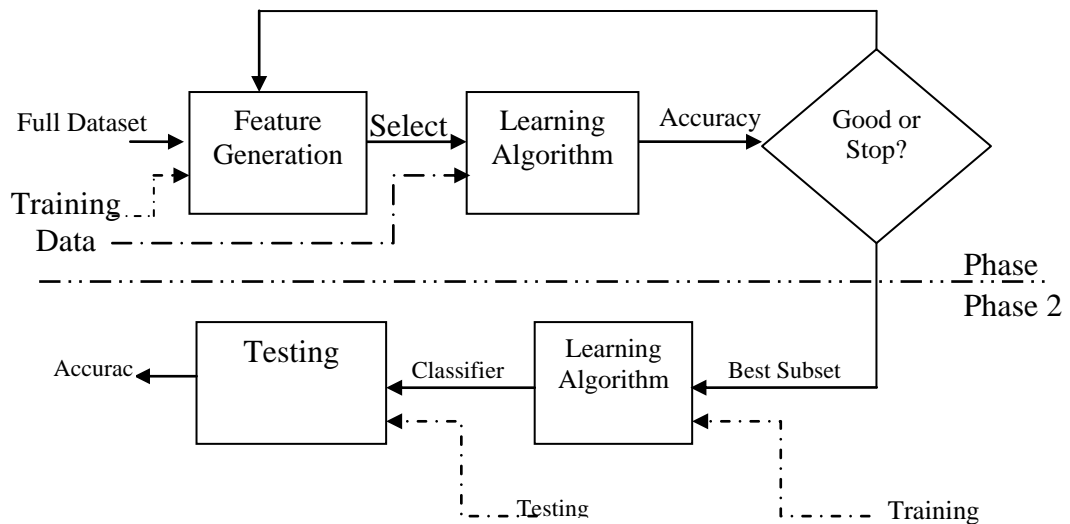 Full Dataset
Feature
Generation
Select
Learning
Algorithm
Accuracy
Good or
Stop?
Training
Data
Phase
Phase 2
Accurac
Testing
Classifier
Learning
Algorithm
Best Subset
Testing
Training